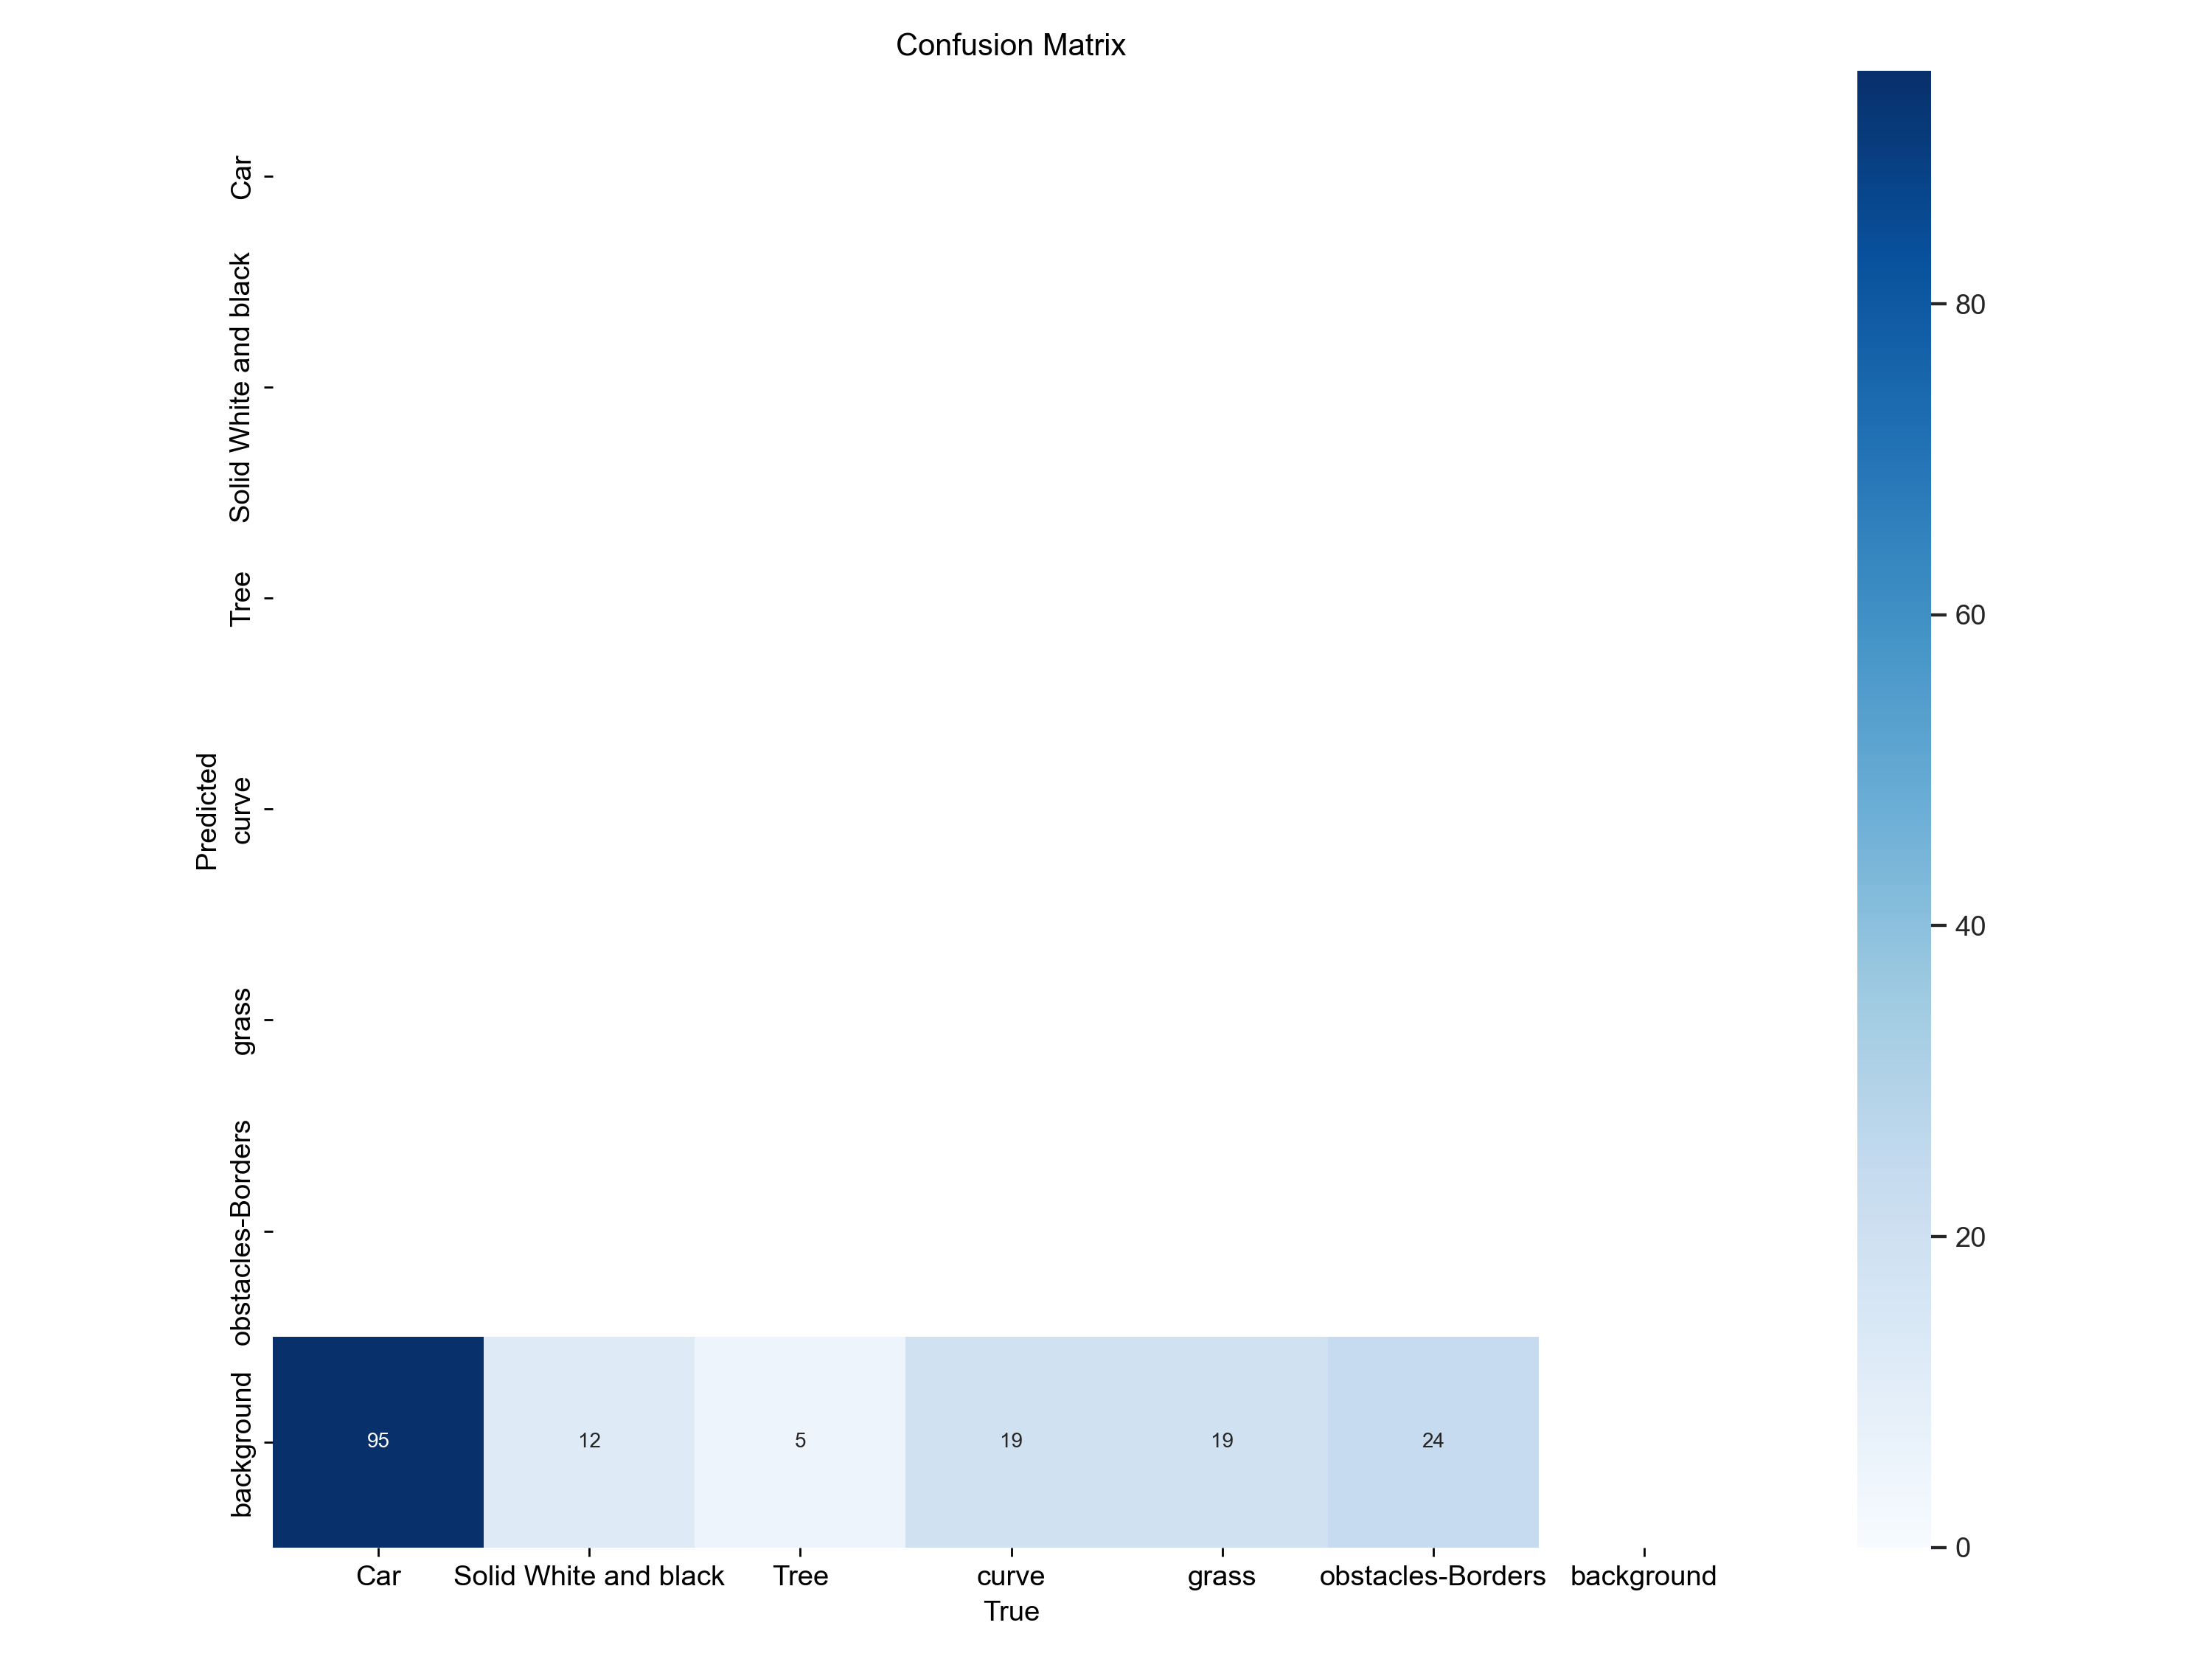 Confusion Matrix
Car
Solid White and black
Tree
curve
grass
obstacles-Borders
background
Predicted
95 12 5 19 19 24
Car Solid White and black Tree curve grass obstacles-Borders background
True
80
60
40
20
0